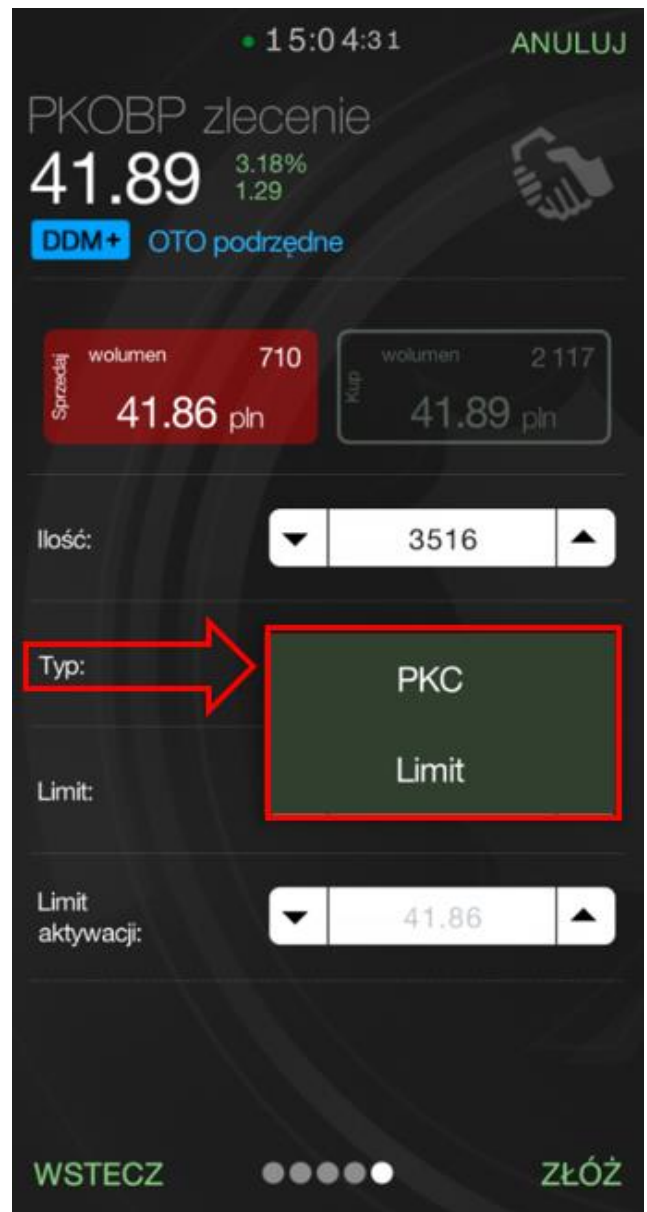 15:04:31 ANULUJ
PKOBP zlecenie
41.89 3.18%
1.29
DDM+ OTO podrzędne
Sprzedaj wolumen 710
41.86 pln
Kup wolumen 2 117
41.89 pln
Ilość: 3516
Typ: PKC
Limit
Limit:
Limit
aktywacji: 41.86
WSTECZ ZŁÓŻ